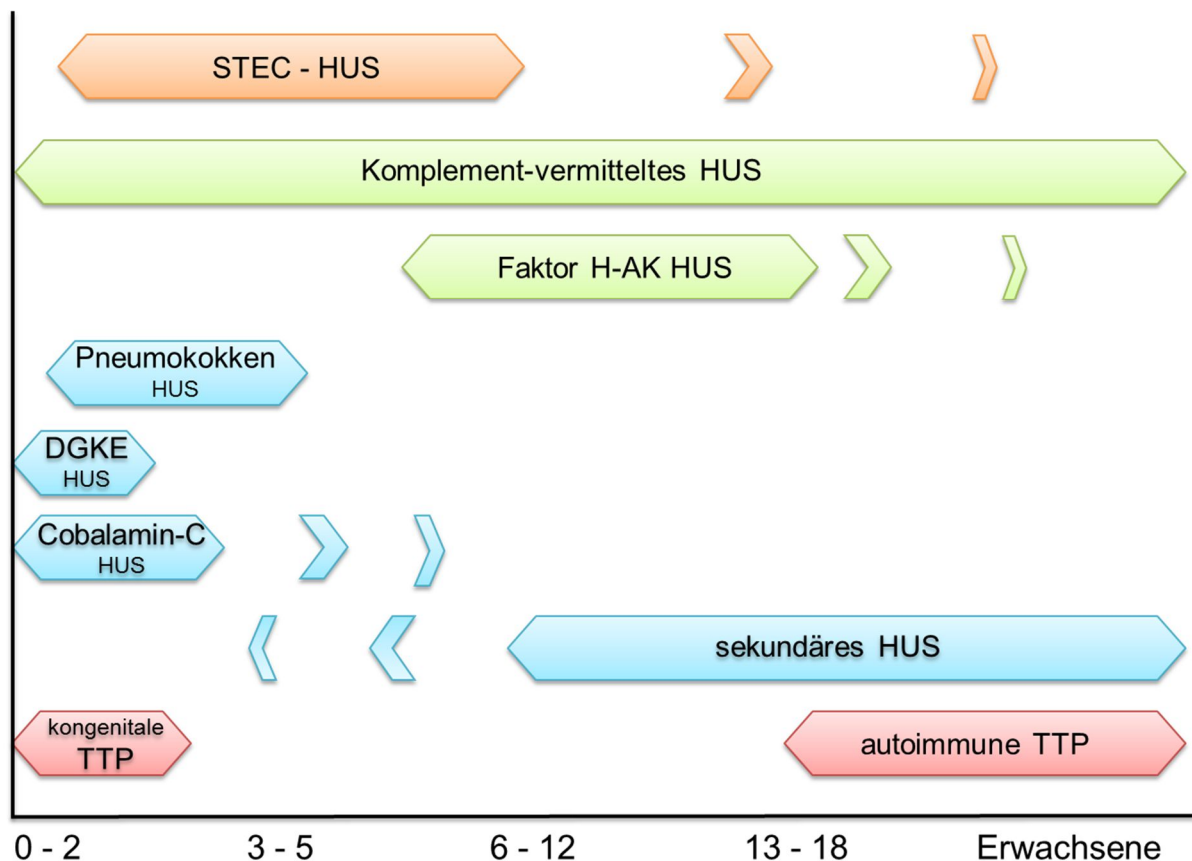 STEC - HUS
Komplement-vermitteltes HUS
Faktor H-AK HUS
Pneumokokken
HUS
DGKE
HUS
Cobalamin-C
HUS
sekundäres HUS
kongenitale
TTP
autoimmune TTP
0 - 2 3 - 5 6 - 12 13 - 18 Erwachsene